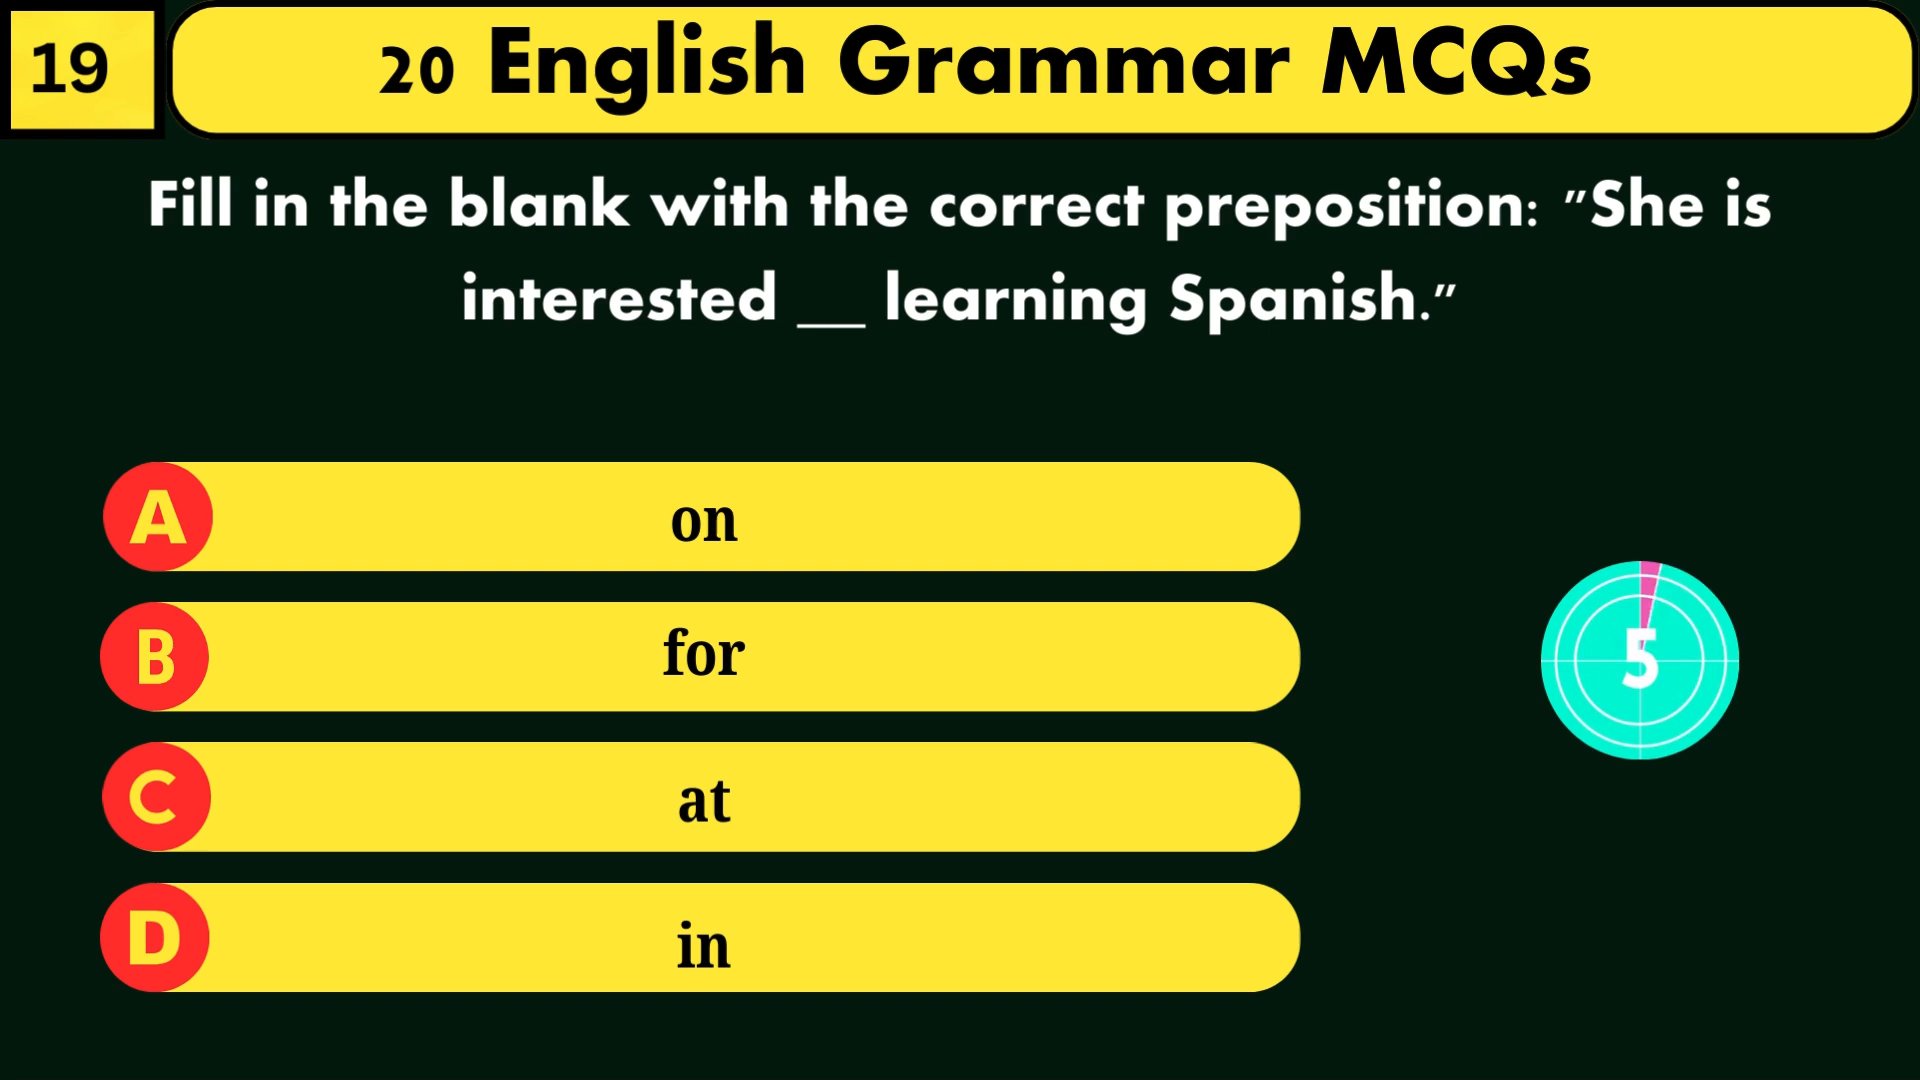 19
20 English Grammar MCQs
Fill in the blank with the correct preposition: "She is
interested __ learning Spanish."
A on
B for
5
C at
D in